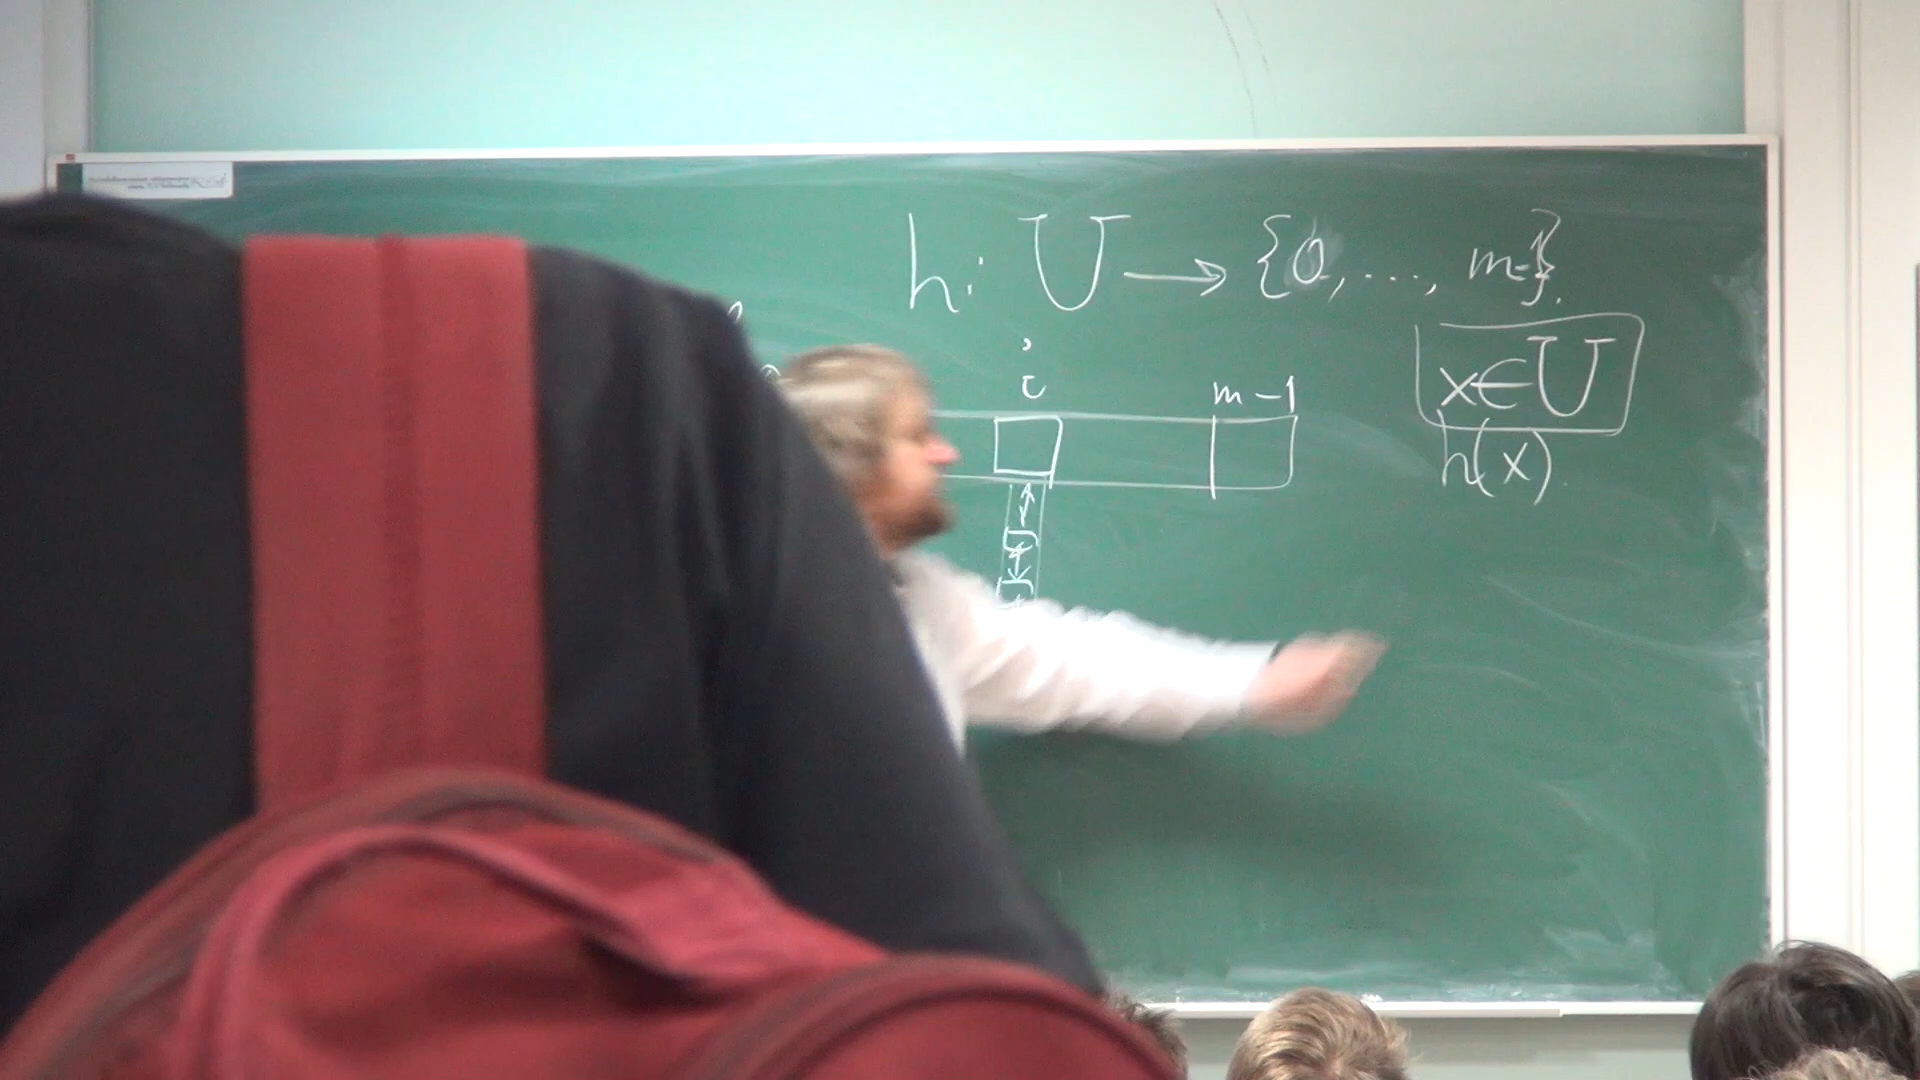 h: U → {0, ..., m-1}.
i
m-1
x∈U
h(x).